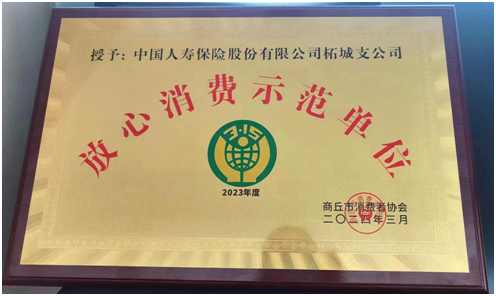 授予：中国人寿保险股份有限公司柘城支公司
放心消费示范单位
3·15
2023年度
商丘市消费者协会
二〇二四年三月